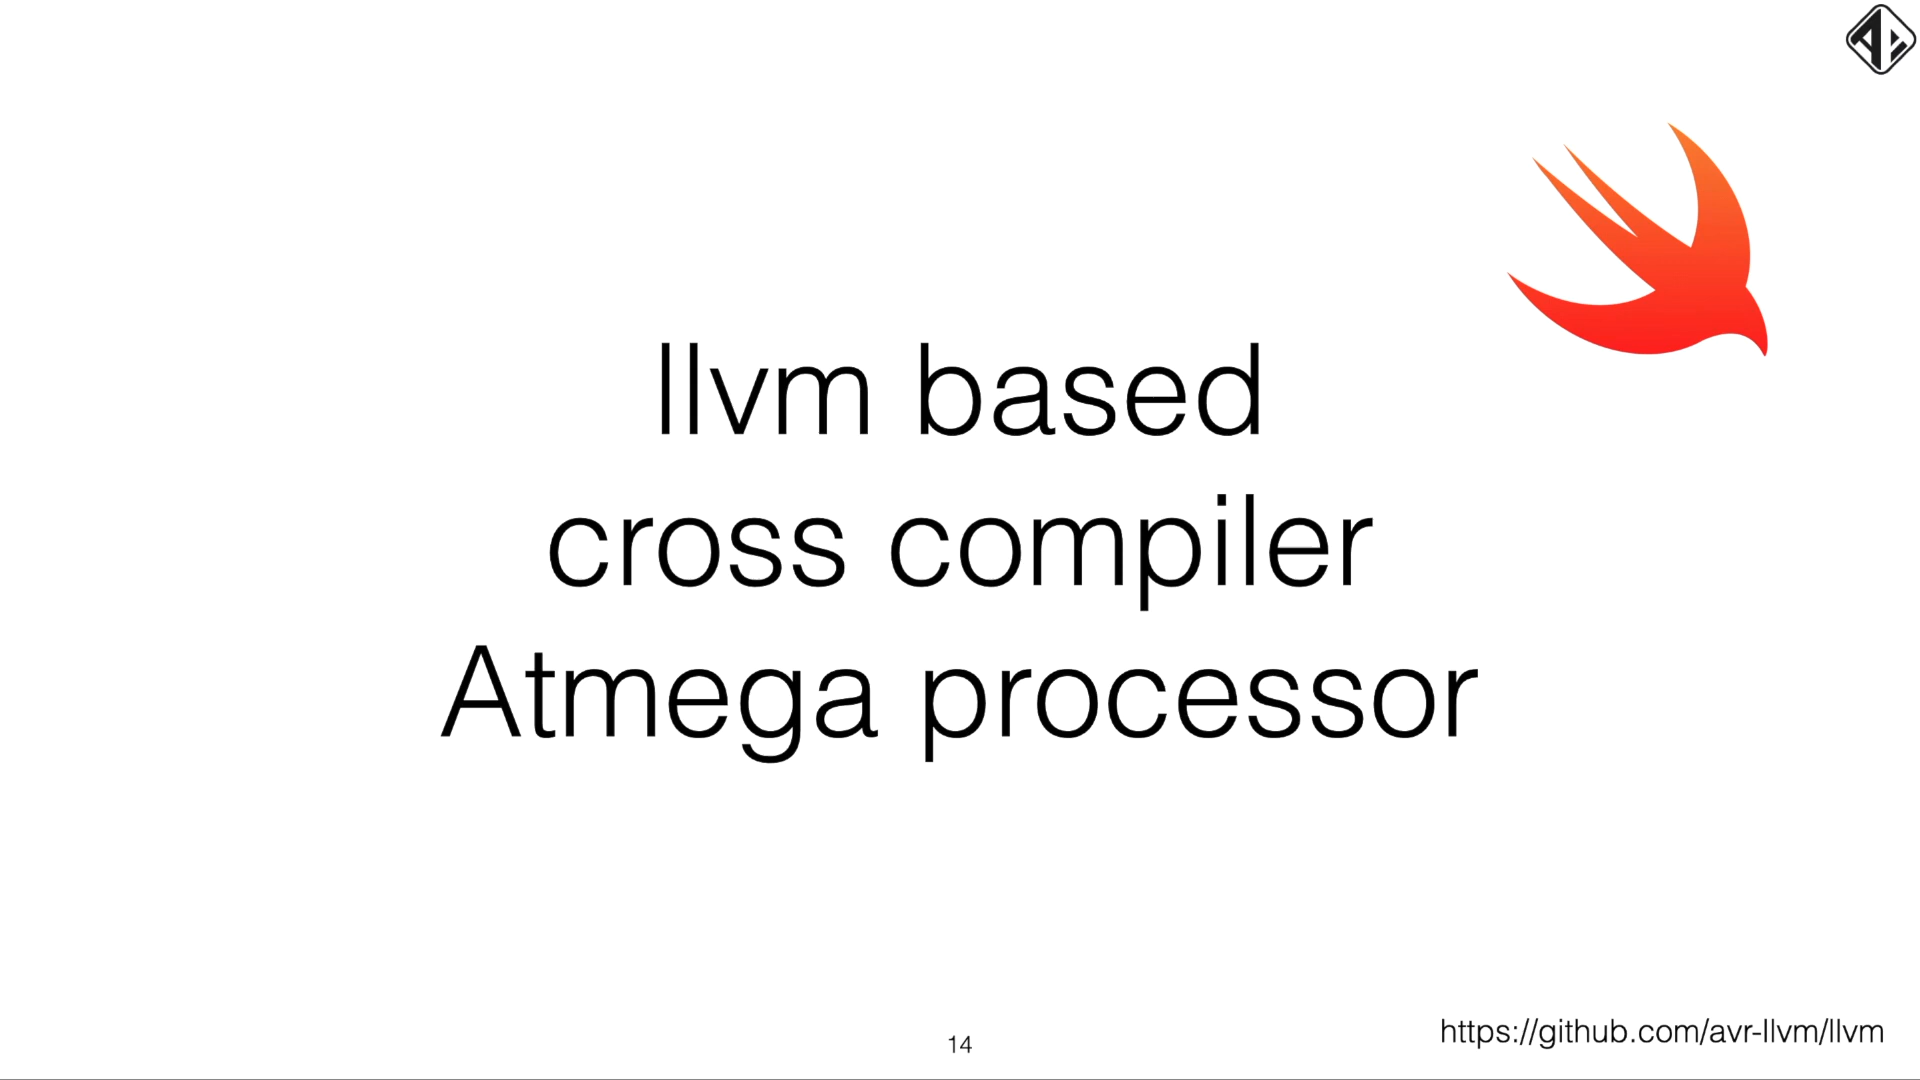 llvm based
cross compiler
Atmega processor
14
https://github.com/avr-llvm/llvm